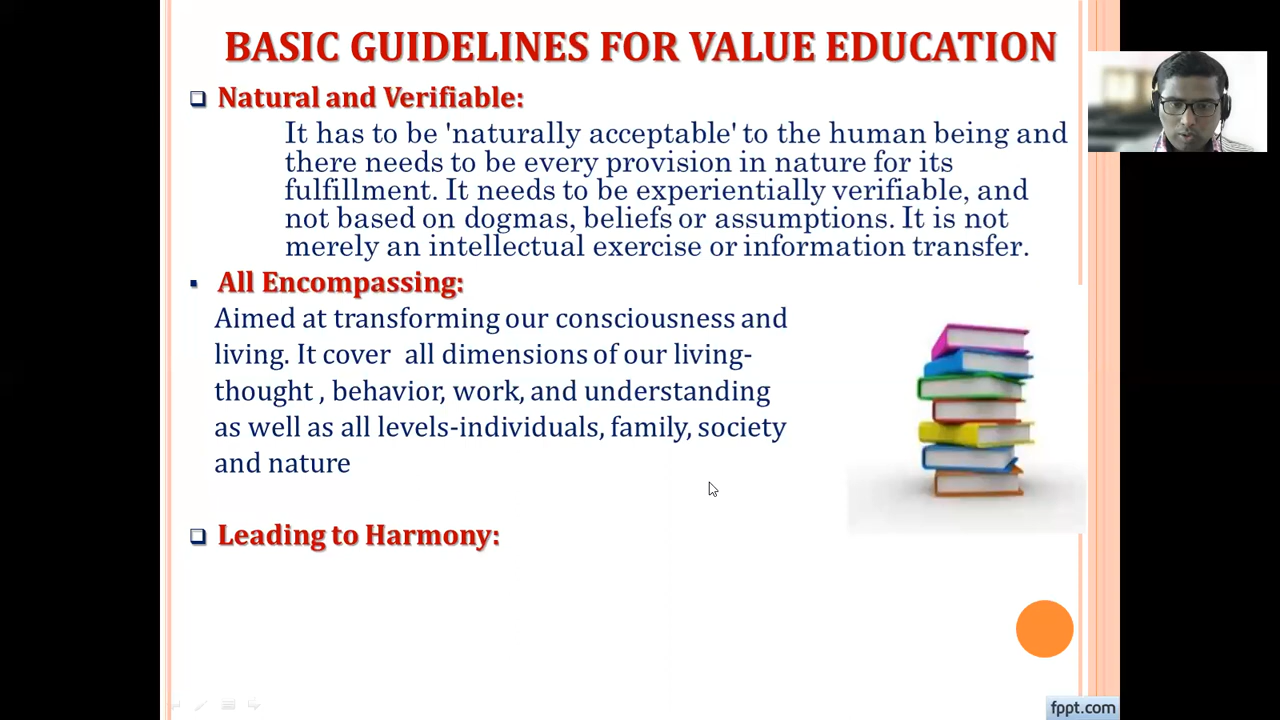 BASIC GUIDELINES FOR VALUE EDUCATION
Natural and Verifiable:
It has to be 'naturally acceptable' to the human being and
there needs to be every provision in nature for its
fulfillment. It needs to be experientially verifiable, and
not based on dogmas, beliefs or assumptions. It is not
merely an intellectual exercise or information transfer.
All Encompassing:
Aimed at transforming our consciousness and
living. It cover all dimensions of our living-
thought , behavior, work, and understanding
as well as all levels-individuals, family, society
and nature
Leading to Harmony:
fppt.com